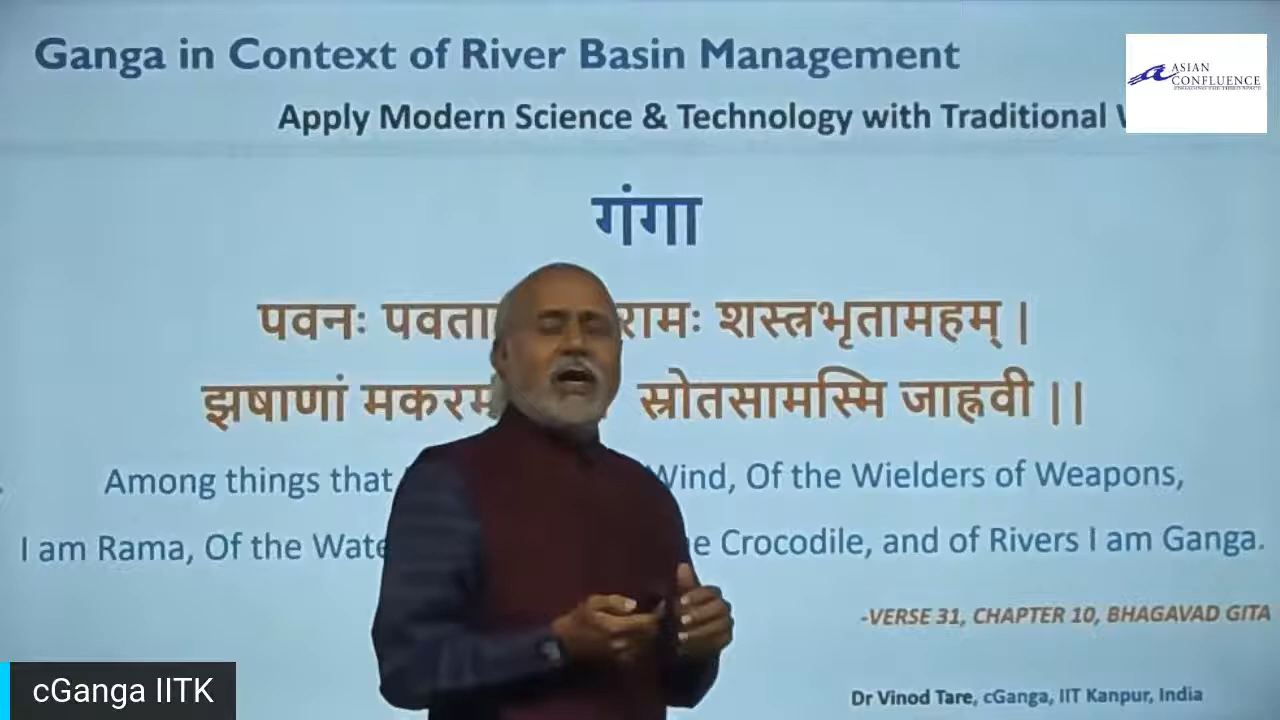 Ganga in Context of River Basin Management
ASIAN
CONFLUENCE
Apply Modern Science & Technology with Traditional
गंगा
पवनः रामः शस्त्रभृतामहम् |
झषाणां स्रोतसामस्मि जाह्नवी ||
Among things that Wind, Of the Wielders of Weapons,
I am Rama, Of the Crocodile, and of Rivers I am Ganga.
-VERSE 31, CHAPTER 10, BHAGAVAD GITA
cGanga IITK
Dr Vinod Tare, cGanga, IIT Kanpur, India